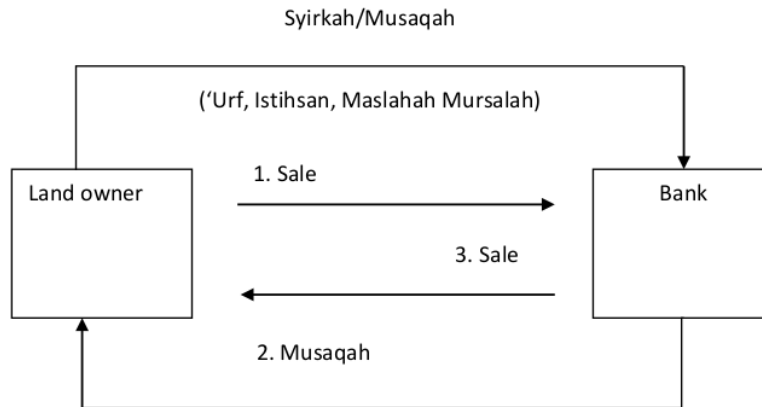 Syirkah/Musaqah
(‘Urf, Istihsan, Maslahah Mursalah)
Land owner
1. Sale
Bank
3. Sale
2. Musaqah